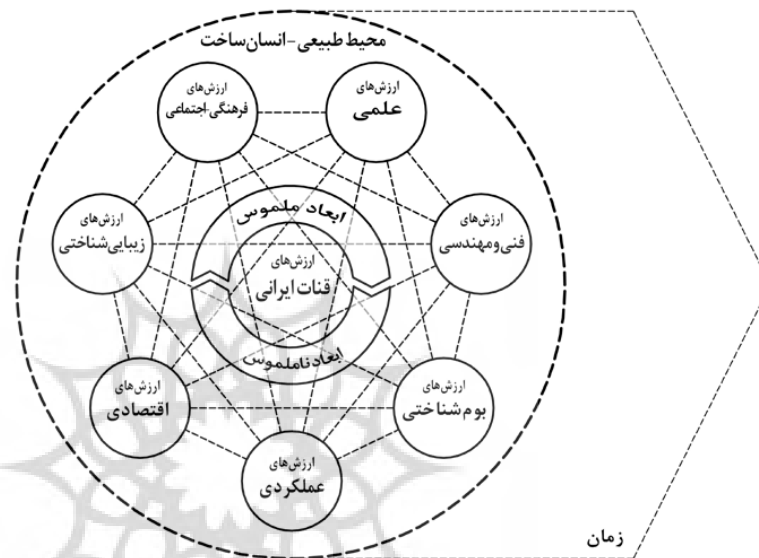 محیط طبیعی - انسان‌ساخت
ارزش‌های
علمی
ارزش‌های
فرهنگی-اجتماعی
ارزش‌های
فنی‌و‌مهندسی
ارزش‌های
زیبایی‌شناختی
ابعاد ملموس
ارزش‌های
قنات ایرانی
ابعاد ناملموس
ارزش‌های
بوم‌شناختی
ارزش‌های
اقتصادی
ارزش‌های
عملکردی
زمان